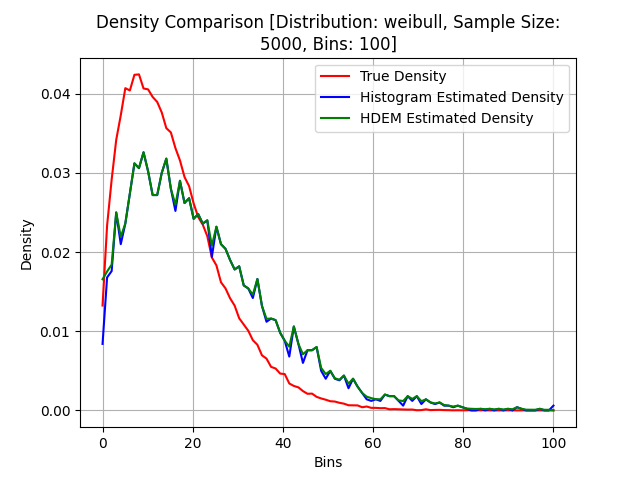 Density Comparison [Distribution: weibull, Sample Size:
5000, Bins: 100]
True Density
Histogram Estimated Density
HDEM Estimated Density
Density
0.04
0.03
0.02
0.01
0.00
0 20 40 60 80 100
Bins